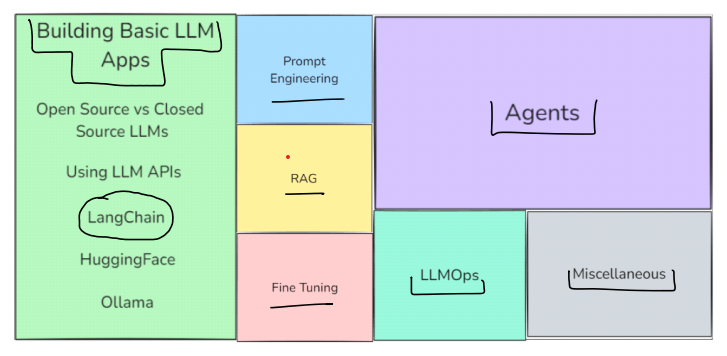 Building Basic LLM
Apps
Open Source vs Closed
Source LLMs
Using LLM APIs
LangChain
HuggingFace
Ollama
Prompt
Engineering
RAG
Fine Tuning
Agents
LLMOps
Miscellaneous